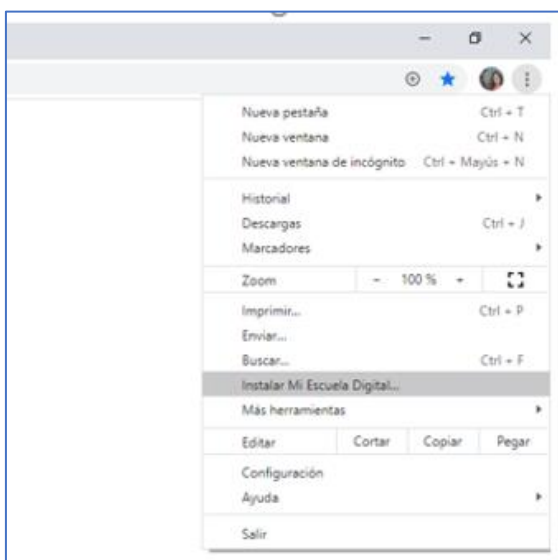 Nueva pestaña Ctrl + T
Nueva ventana Ctrl + N
Nueva ventana de incógnito Ctrl + Mayús + N
Historial
Descargas Ctrl + J
Marcadores
Zoom - 100 % +
Imprimir... Ctrl + P
Enviar...
Buscar... Ctrl + F
Instalar Mi Escuela Digital...
Más herramientas
Editar Cortar Copiar Pegar
Configuración
Ayuda
Salir